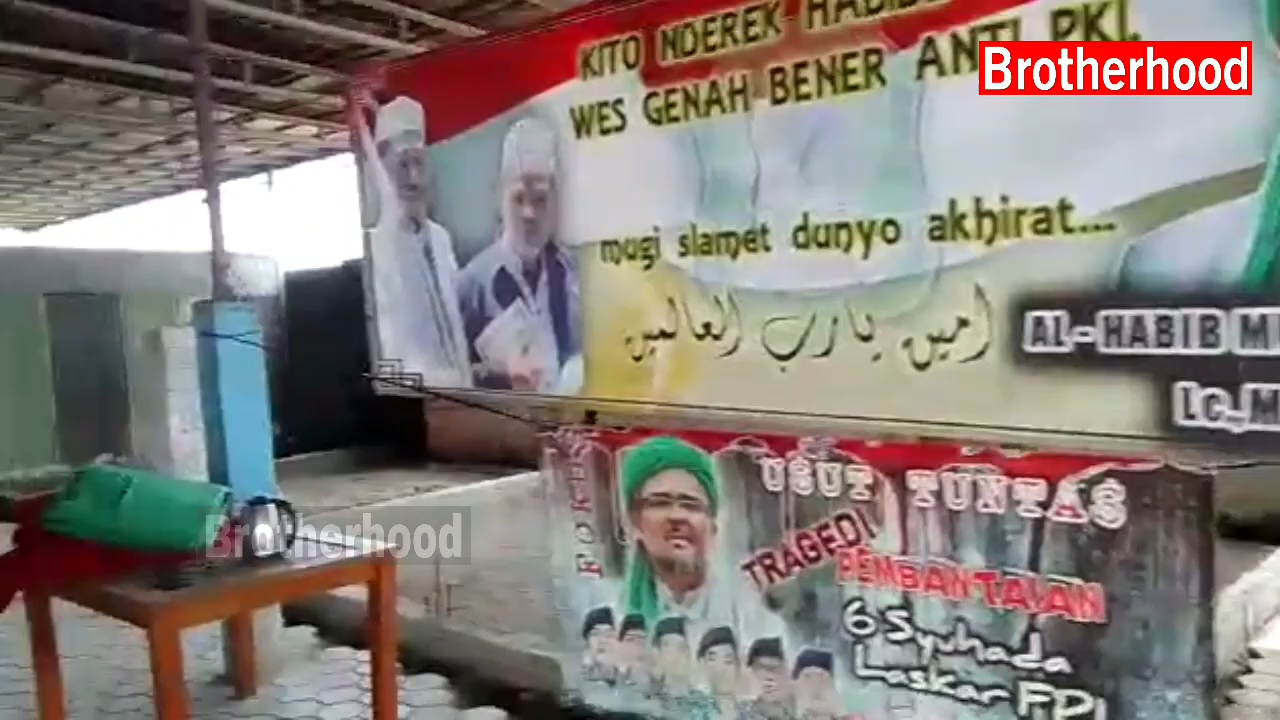 KITO NDEREK HABIB
WES GENAH BENER ANTI PKI.
Brotherhood
mugi slamet dunyo akhirat...
امين يارب العالمين
AL-HABIB
LC.,M
USUT TUNTAS
TRAGEDI
PEMBANTAIAN
6 Syuhada
Laskar FPI
Brotherhood